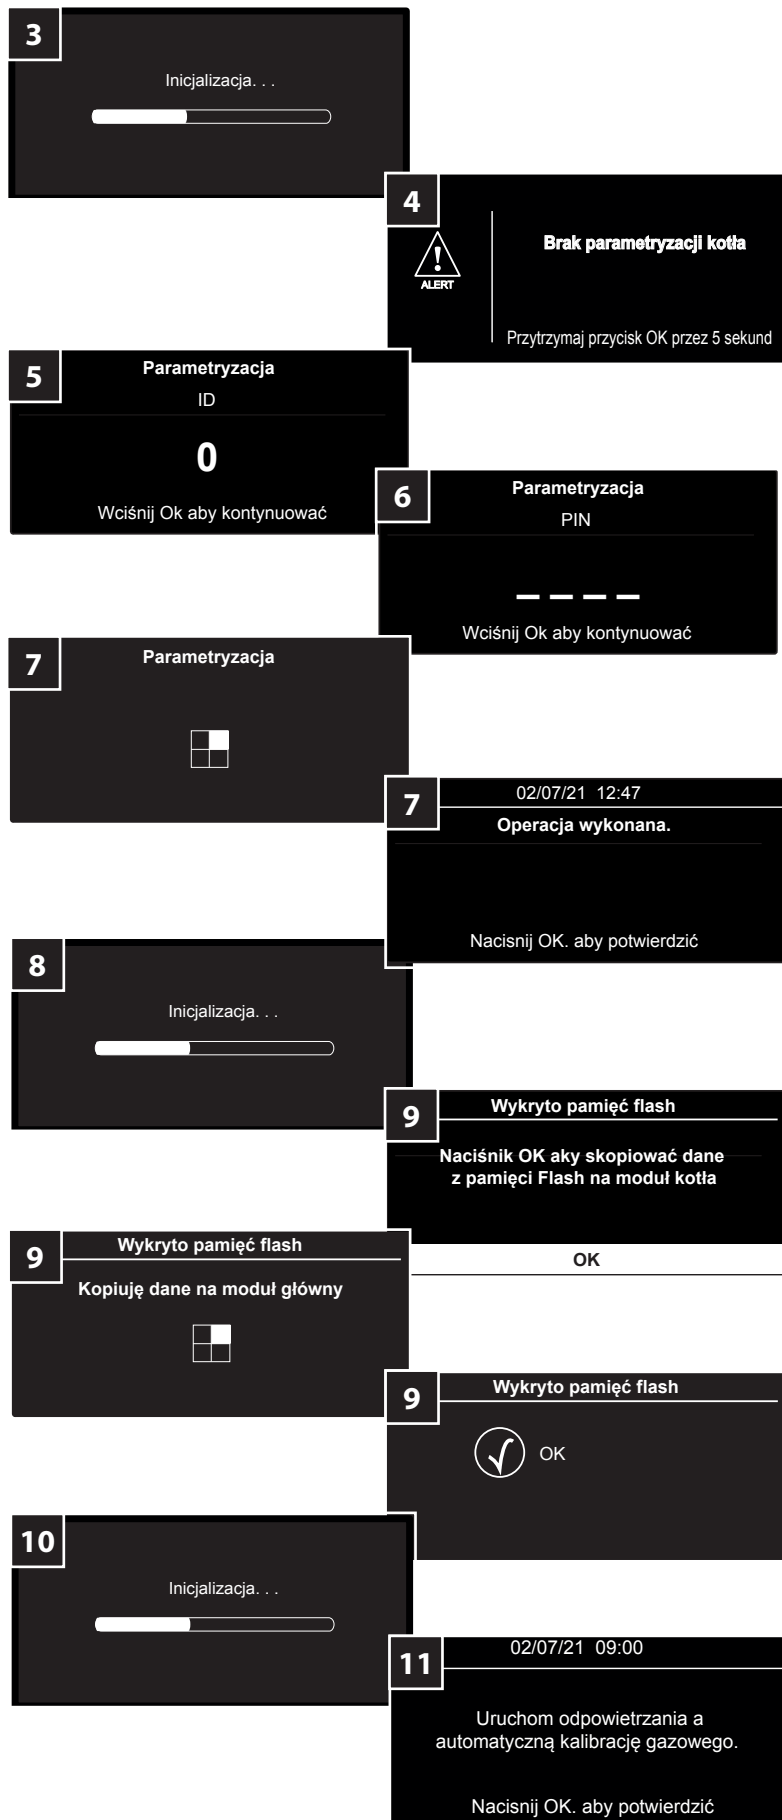 3
Inicjalizacja. . .
4
ALERT
Brak parametryzacji kotła
Przytrzymaj przycisk OK przez 5 sekund
5
Parametryzacja
ID
0
Wciśnij Ok aby kontynuować
6
Parametryzacja
PIN
_ _ _ _
Wciśnij Ok aby kontynuować
7
Parametryzacja
7
02/07/21 12:47
Operacja wykonana.
Nacisnij OK. aby potwierdzić
8
Inicjalizacja. . .
9
Wykryto pamięć flash
Naciśnik OK aky skopiować dane
z pamięci Flash na moduł kotła
OK
9
Wykryto pamięć flash
Kopiuję dane na moduł główny
9
Wykryto pamięć flash
OK
10
Inicjalizacja. . .
11
02/07/21 09:00
Uruchom odpowietrzania a
automatyczną kalibrację gazowego.
Nacisnij OK. aby potwierdzić